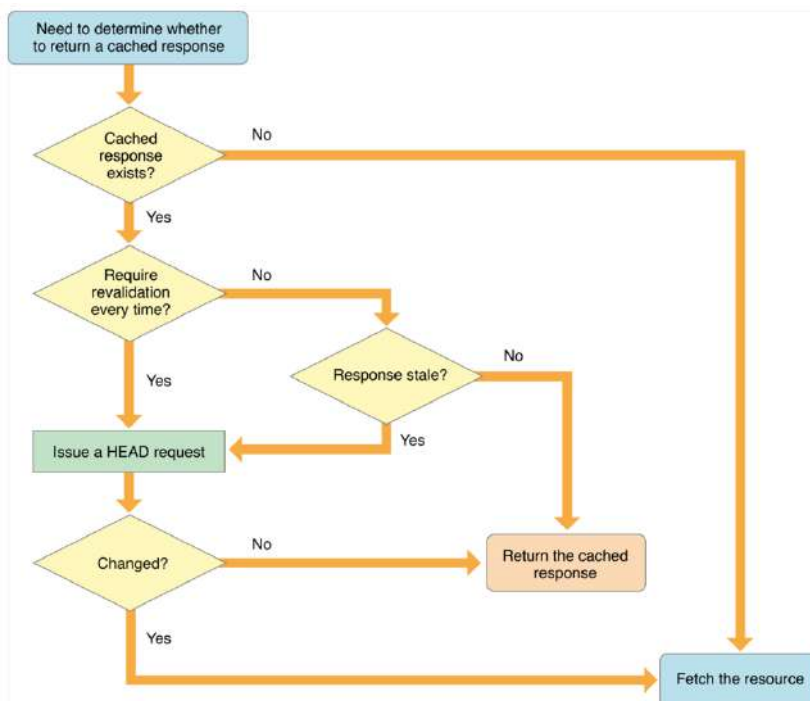 Need to determine whether
to return a cached response
Cached
response
exists?
No
Yes
Require
revalidation
every time?
No
Yes
Response stale?
No
Yes
Issue a HEAD request
Changed?
No
Return the cached
response
Yes
Fetch the resource